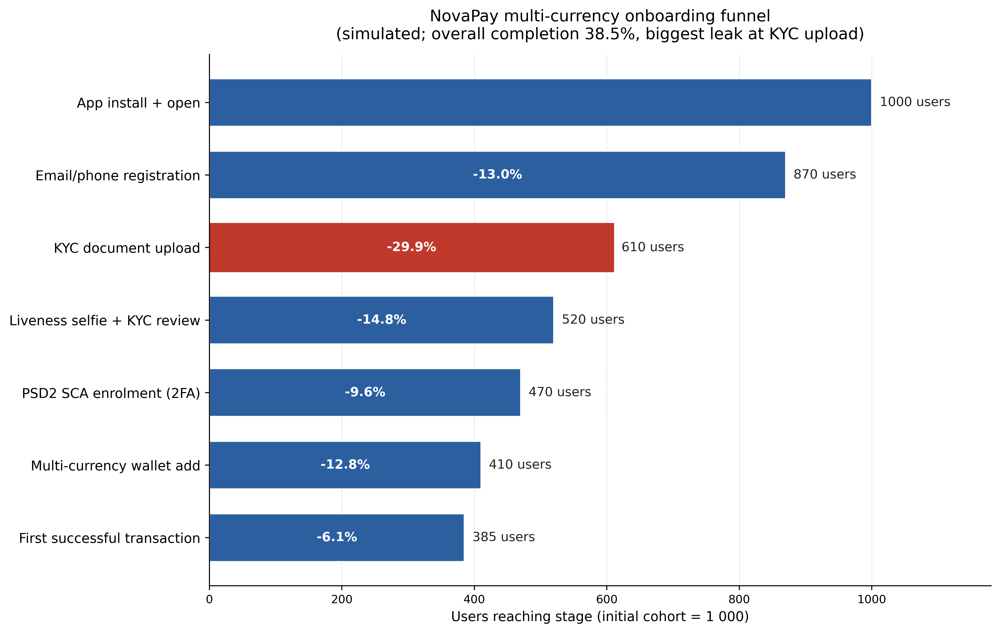 NovaPay multi-currency onboarding funnel
(simulated; overall completion 38.5%, biggest leak at KYC upload)
App install + open
1000 users
Email/phone registration
-13.0%
870 users
KYC document upload
-29.9%
610 users
Liveness selfie + KYC review
-14.8%
520 users
PSD2 SCA enrolment (2FA)
-9.6%
470 users
Multi-currency wallet add
-12.8%
410 users
First successful transaction
-6.1%
385 users
0
200
400
600
800
1000
Users reaching stage (initial cohort = 1 000)